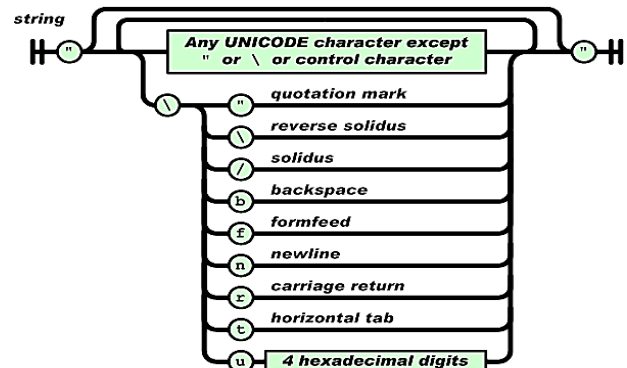 string
" Any UNICODE character except "
" or \ or control character
\ " quotation mark
\ reverse solidus
/ solidus
b backspace
f formfeed
n newline
r carriage return
t horizontal tab
u 4 hexadecimal digits